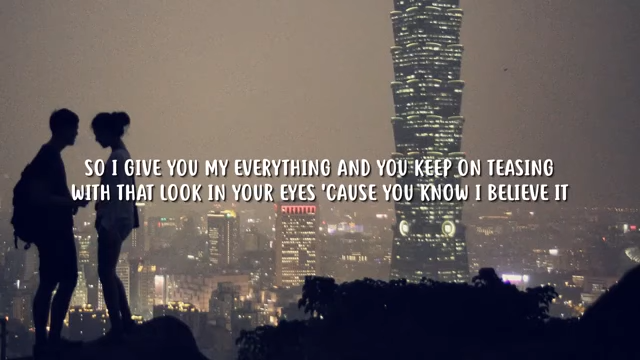 SO I GIVE YOU MY EVERYTHING AND YOU KEEP ON TEASING
WITH THAT LOOK IN YOUR EYES 'CAUSE YOU KNOW I BELIEVE IT